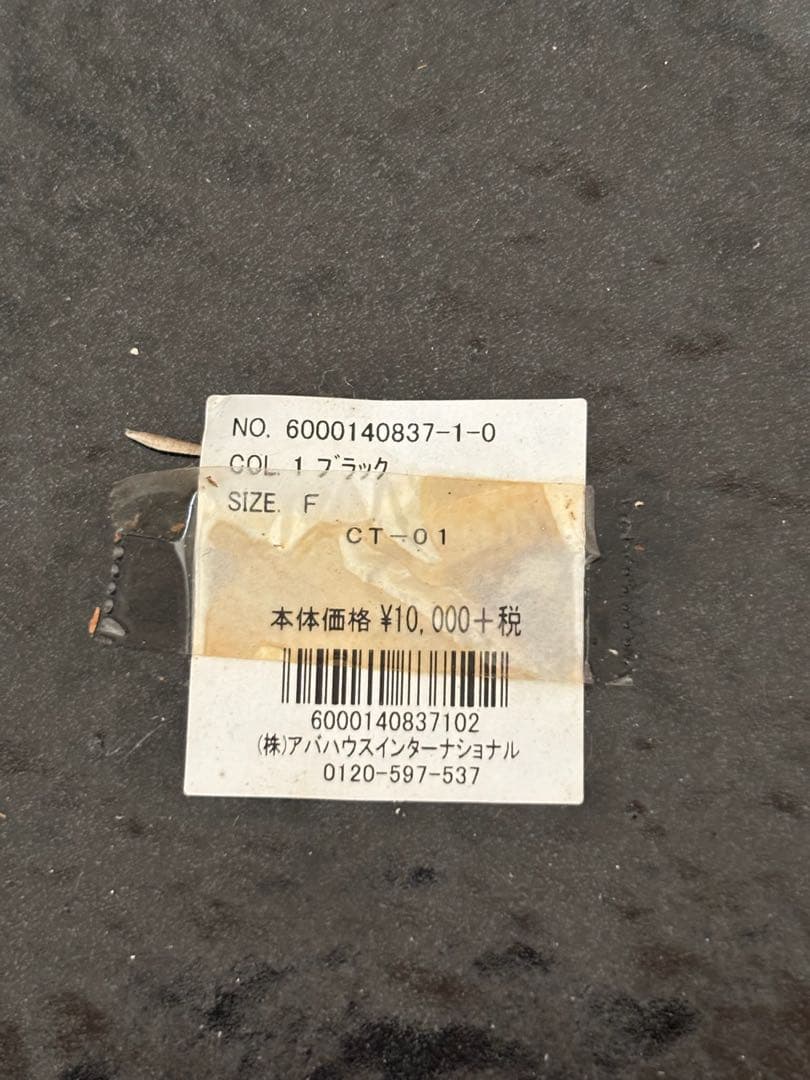 NO. 6000140837-1-0
COL. 1 ブラック
SIZE. F
CT-01
本体価格 ¥10,000+税
6000140837102
(株)アバハウスインターナショナル
0120-597-537